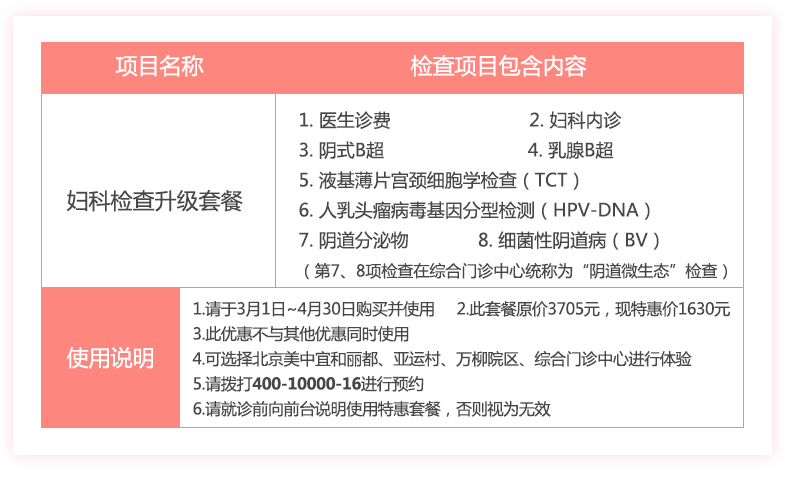 项目名称 检查项目包含内容
1. 医生诊费 2. 妇科内诊
3. 阴式B超 4. 乳腺B超
5. 液基薄片宫颈细胞学检查（TCT）
妇科检查升级套餐
6. 人乳头瘤病毒基因分型检测（HPV-DNA）
7. 阴道分泌物 8. 细菌性阴道病（BV）
（第7、8项检查在综合门诊中心统称为“阴道微生态”检查）
使用说明
1.请于3月1日~4月30日购买并使用 2.此套餐原价3705元，现特惠价1630元
3.此优惠不与其他优惠同时使用
4.可选择北京美中宜和丽都、亚运村、万柳院区、综合门诊中心进行体验
5.请拨打400-10000-16进行预约
6.请就诊前向前台说明使用特惠套餐，否则视为无效